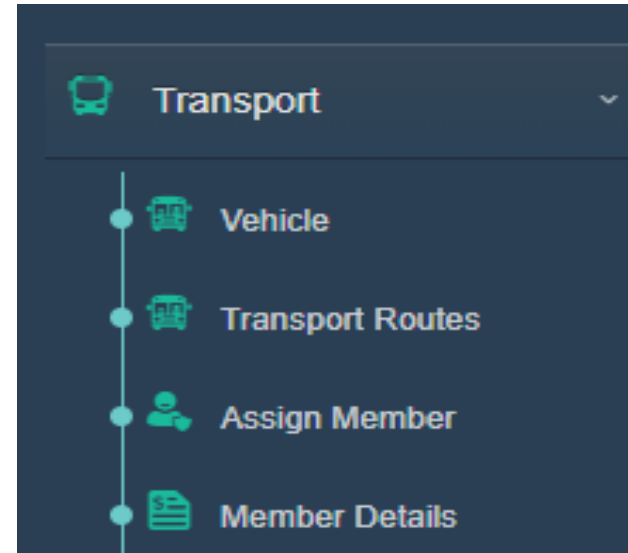 Transport
Vehicle
Transport Routes
Assign Member
Member Details